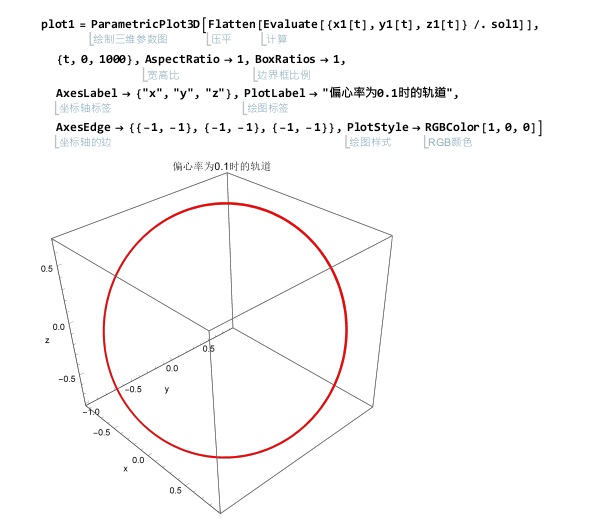 plot1 = ParametricPlot3D[Flatten[Evaluate[{x1[t], y1[t], z1[t]} /. sol1]],
绘制三维参数图 压平 计算
{t, 0, 1000}, AspectRatio → 1, BoxRatios → 1,
宽高比 边界框比例
AxesLabel → {"x", "y", "z"}, PlotLabel → "偏心率为0.1时的轨道",
坐标轴标签 绘图标签
AxesEdge → {{-1, -1}, {-1, -1}, {-1, -1}}, PlotStyle → RGBColor[1, 0, 0]]
坐标轴的边 绘图样式 RGB颜色
偏心率为0.1时的轨道
0.5
0.0
z
-0.5
0.5
0.0
-0.5
y
-1.0
-0.5
0.0
x
0.5